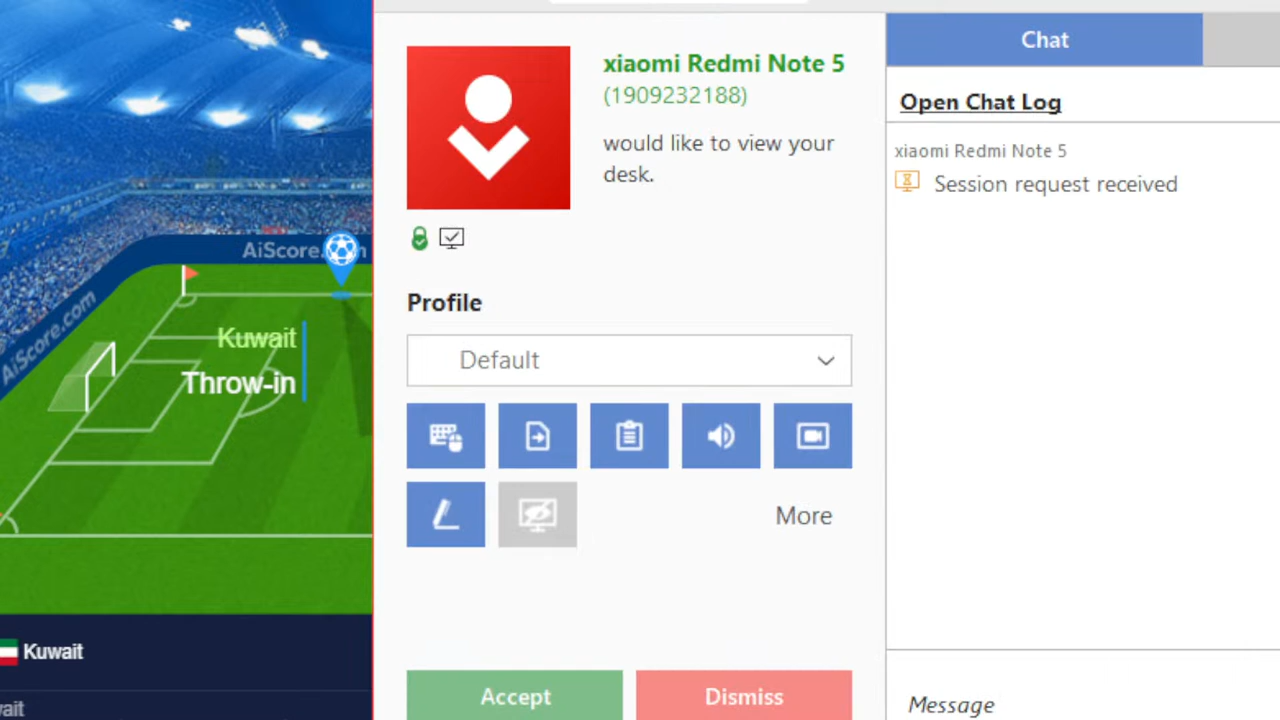 AiScore.com
AiScore.
Kuwait
Throw-in
Kuwait
wait
xiaomi Redmi Note 5
(1909232188)
would like to view your
desk.
Profile
Default
More
Accept
Dismiss
Chat
Open Chat Log
xiaomi Redmi Note 5
Session request received
Message